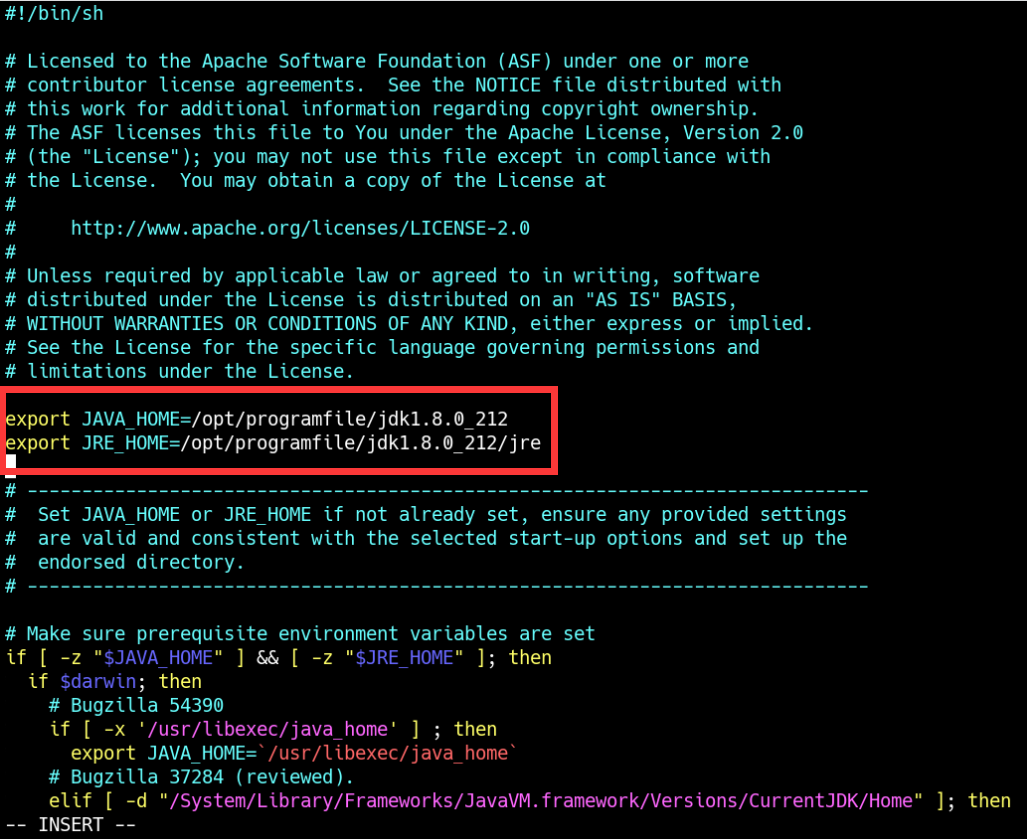 #!/bin/sh
# Licensed to the Apache Software Foundation (ASF) under one or more
# contributor license agreements.  See the NOTICE file distributed with
# this work for additional information regarding copyright ownership.
# The ASF licenses this file to You under the Apache License, Version 2.0
# (the "License"); you may not use this file except in compliance with
# the License.  You may obtain a copy of the License at
#
#     http://www.apache.org/licenses/LICENSE-2.0
#
# Unless required by applicable law or agreed to in writing, software
# distributed under the License is distributed on an "AS IS" BASIS,
# WITHOUT WARRANTIES OR CONDITIONS OF ANY KIND, either express or implied.
# See the License for the specific language governing permissions and
# limitations under the License.
export JAVA_HOME=/opt/programfile/jdk1.8.0_212
export JRE_HOME=/opt/programfile/jdk1.8.0_212/jre
# -----------------------------------------------------------------------------
#  Set JAVA_HOME or JRE_HOME if not already set, ensure any provided settings
#  are valid and consistent with the selected start-up options and set up the
#  endorsed directory.
# -----------------------------------------------------------------------------
# Make sure prerequisite environment variables are set
if [ -z "$JAVA_HOME" ] && [ -z "$JRE_HOME" ]; then
  if $darwin; then
    # Bugzilla 54390
    if [ -x '/usr/libexec/java_home' ] ; then
      export JAVA_HOME=`/usr/libexec/java_home`
    # Bugzilla 37284 (reviewed).
    elif [ -d "/System/Library/Frameworks/JavaVM.framework/Versions/CurrentJDK/Home" ]; then
-- INSERT --